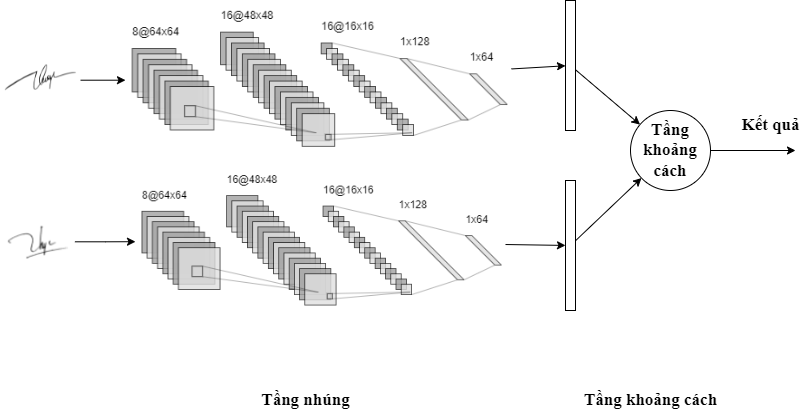 8@64x64
16@48x48
16@16x16
1x128
1x64
8@64x64
16@48x48
16@16x16
1x128
1x64
Tầng
khoảng
cách
Kết quả
Tầng nhúng
Tầng khoảng cách